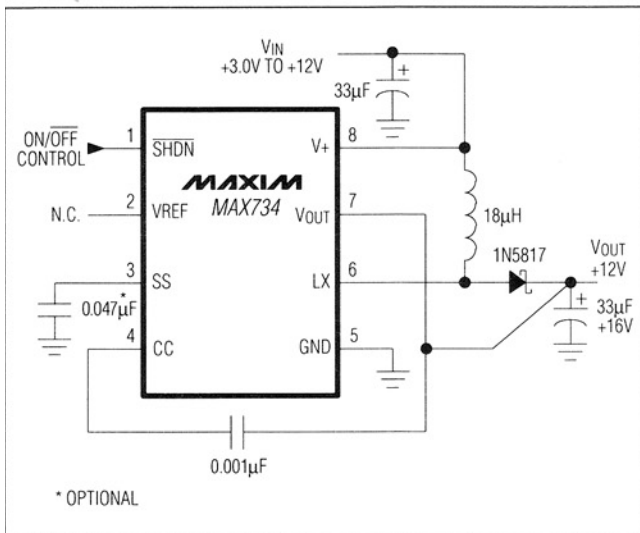 VIN
+3.0V TO +12V
33µF
+
ON/OFF
CONTROL
1
SHDN
V+
8
MAXIM
MAX734
N.C.
2
VREF
VOUT
7
18µH
1N5817
VOUT
+12V
3
SS
LX
6
0.047µF
*
+
33µF
+16V
4
CC
GND
5
0.001µF
* OPTIONAL